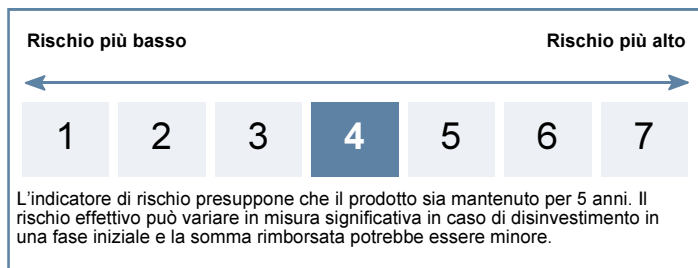 Rischio più basso Rischio più alto
1 2 3 4 5 6 7
L'indicatore di rischio presuppone che il prodotto sia mantenuto per 5 anni. Il
rischio effettivo può variare in misura significativa in caso di disinvestimento in
una fase iniziale e la somma rimborsata potrebbe essere minore.